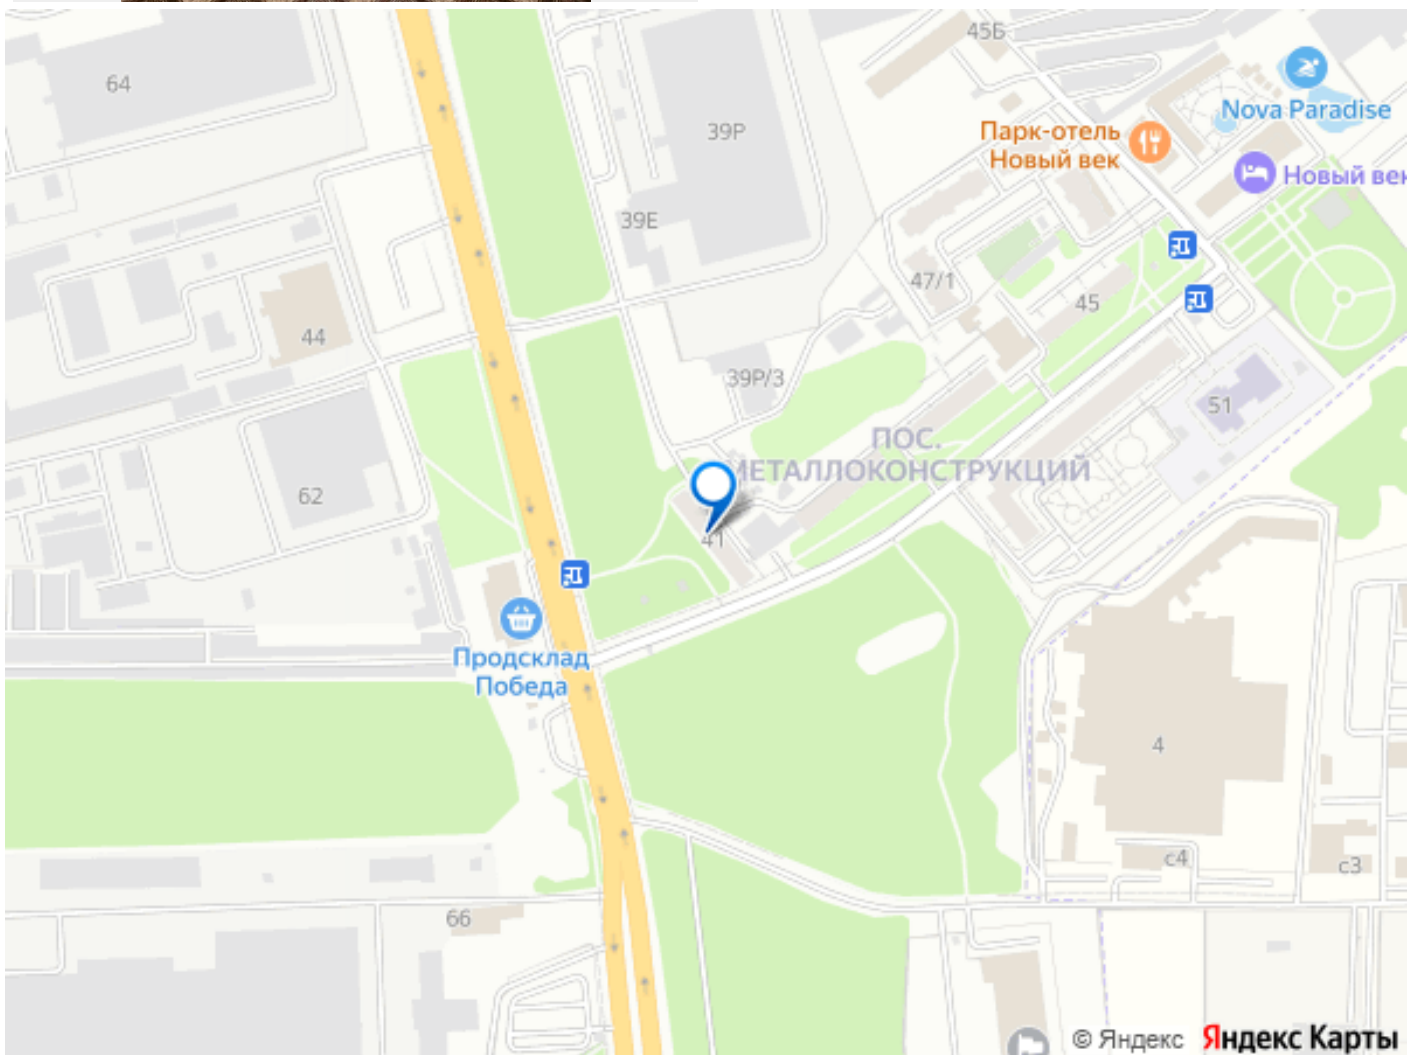 45Б
64
Nova Paradise
39Р
Парк-отель
Новый век
Новый век
39Е
47/1
45
44
39Р/3
51
ПОС.
МЕТАЛЛОКОНСТРУКЦИЙ
62
41
Продсклад
Победа
4
с4
с3
66
© Яндекс Яндекс Карты